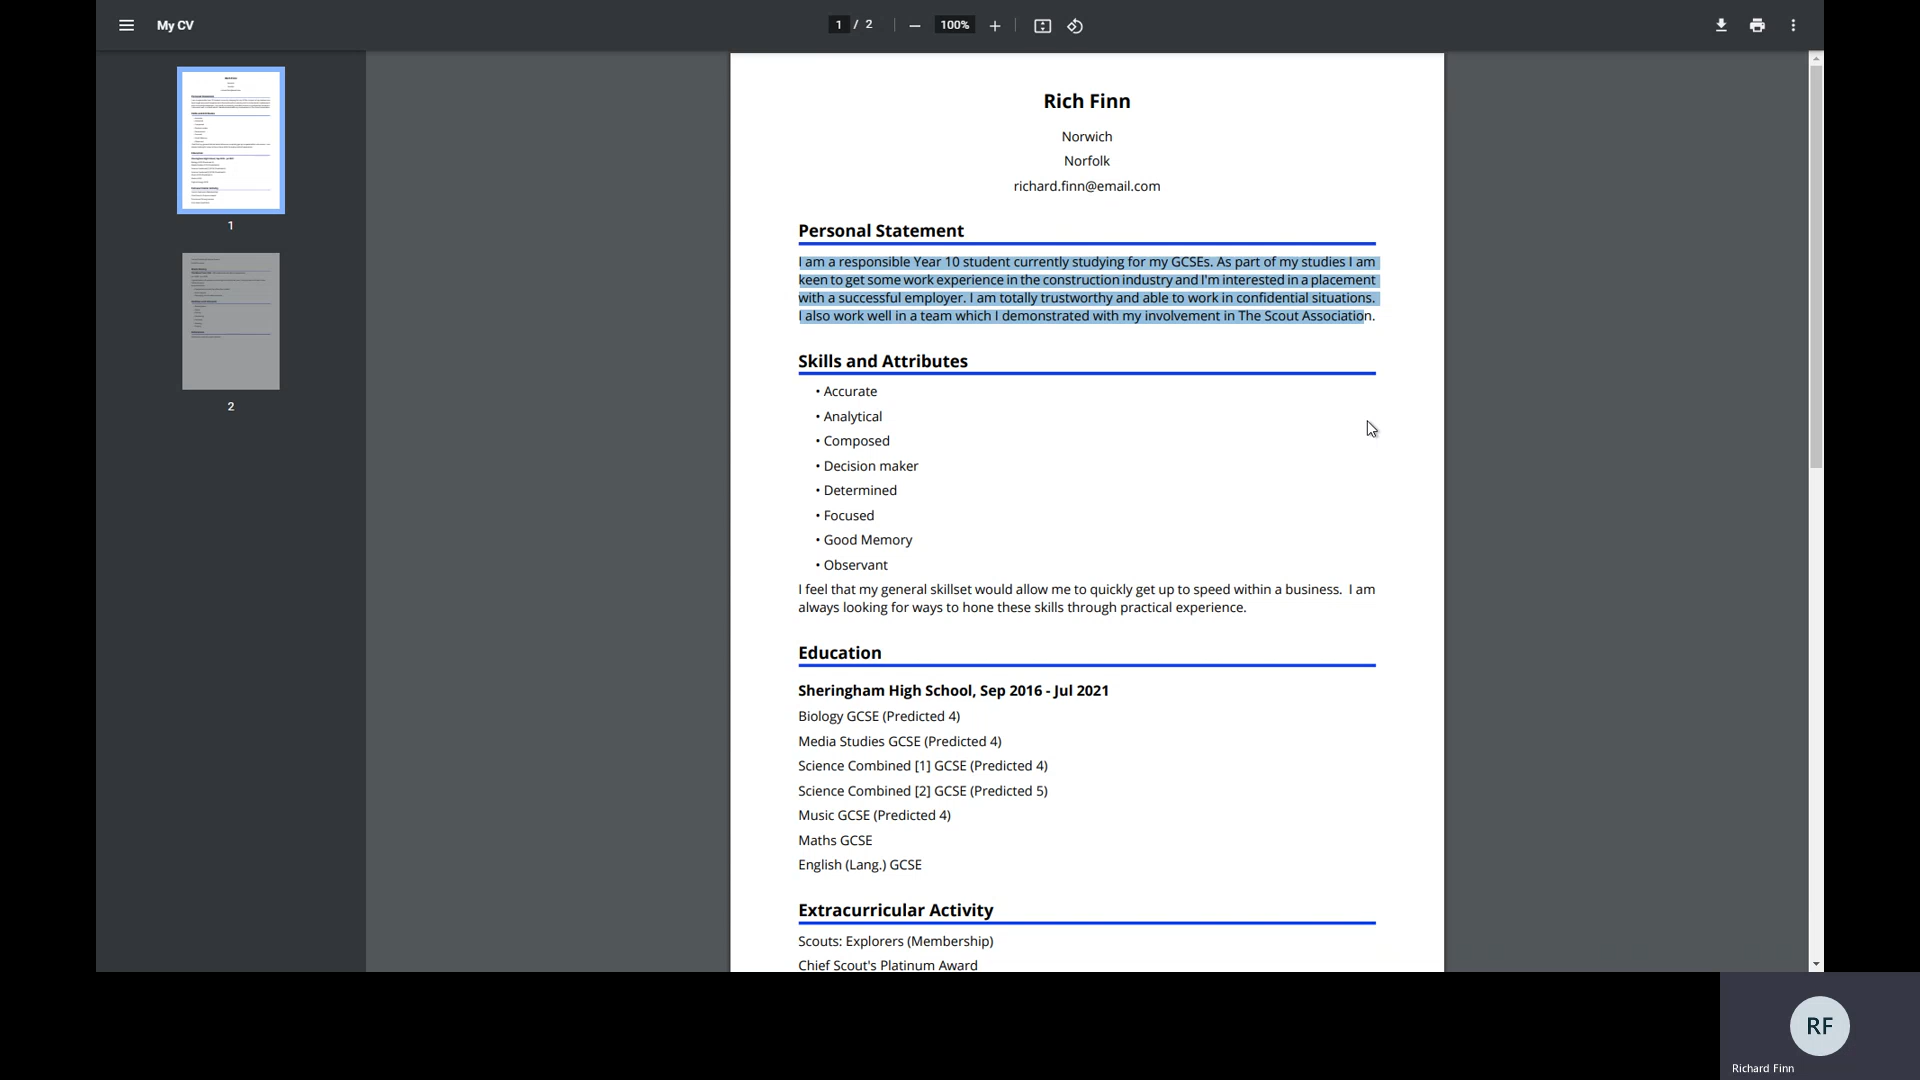 My CV
1 / 2
100%
1
2
Rich Finn
Norwich
Norfolk
richard.finn@email.com
Personal Statement
I am a responsible Year 10 student currently studying for my GCSEs. As part of my studies I am
keen to get some work experience in the construction industry and I'm interested in a placement
with a successful employer. I am totally trustworthy and able to work in confidential situations.
I also work well in a team which I demonstrated with my involvement in The Scout Association.
Skills and Attributes
• Accurate
• Analytical
• Composed
• Decision maker
• Determined
• Focused
• Good Memory
• Observant
I feel that my general skillset would allow me to quickly get up to speed within a business.  I am
always looking for ways to hone these skills through practical experience.
Education
Sheringham High School, Sep 2016 - Jul 2021
Biology GCSE (Predicted 4)
Media Studies GCSE (Predicted 4)
Science Combined [1] GCSE (Predicted 4)
Science Combined [2] GCSE (Predicted 5)
Music GCSE (Predicted 4)
Maths GCSE
English (Lang.) GCSE
Extracurricular Activity
Scouts: Explorers (Membership)
Chief Scout's Platinum Award
RF
Richard Finn